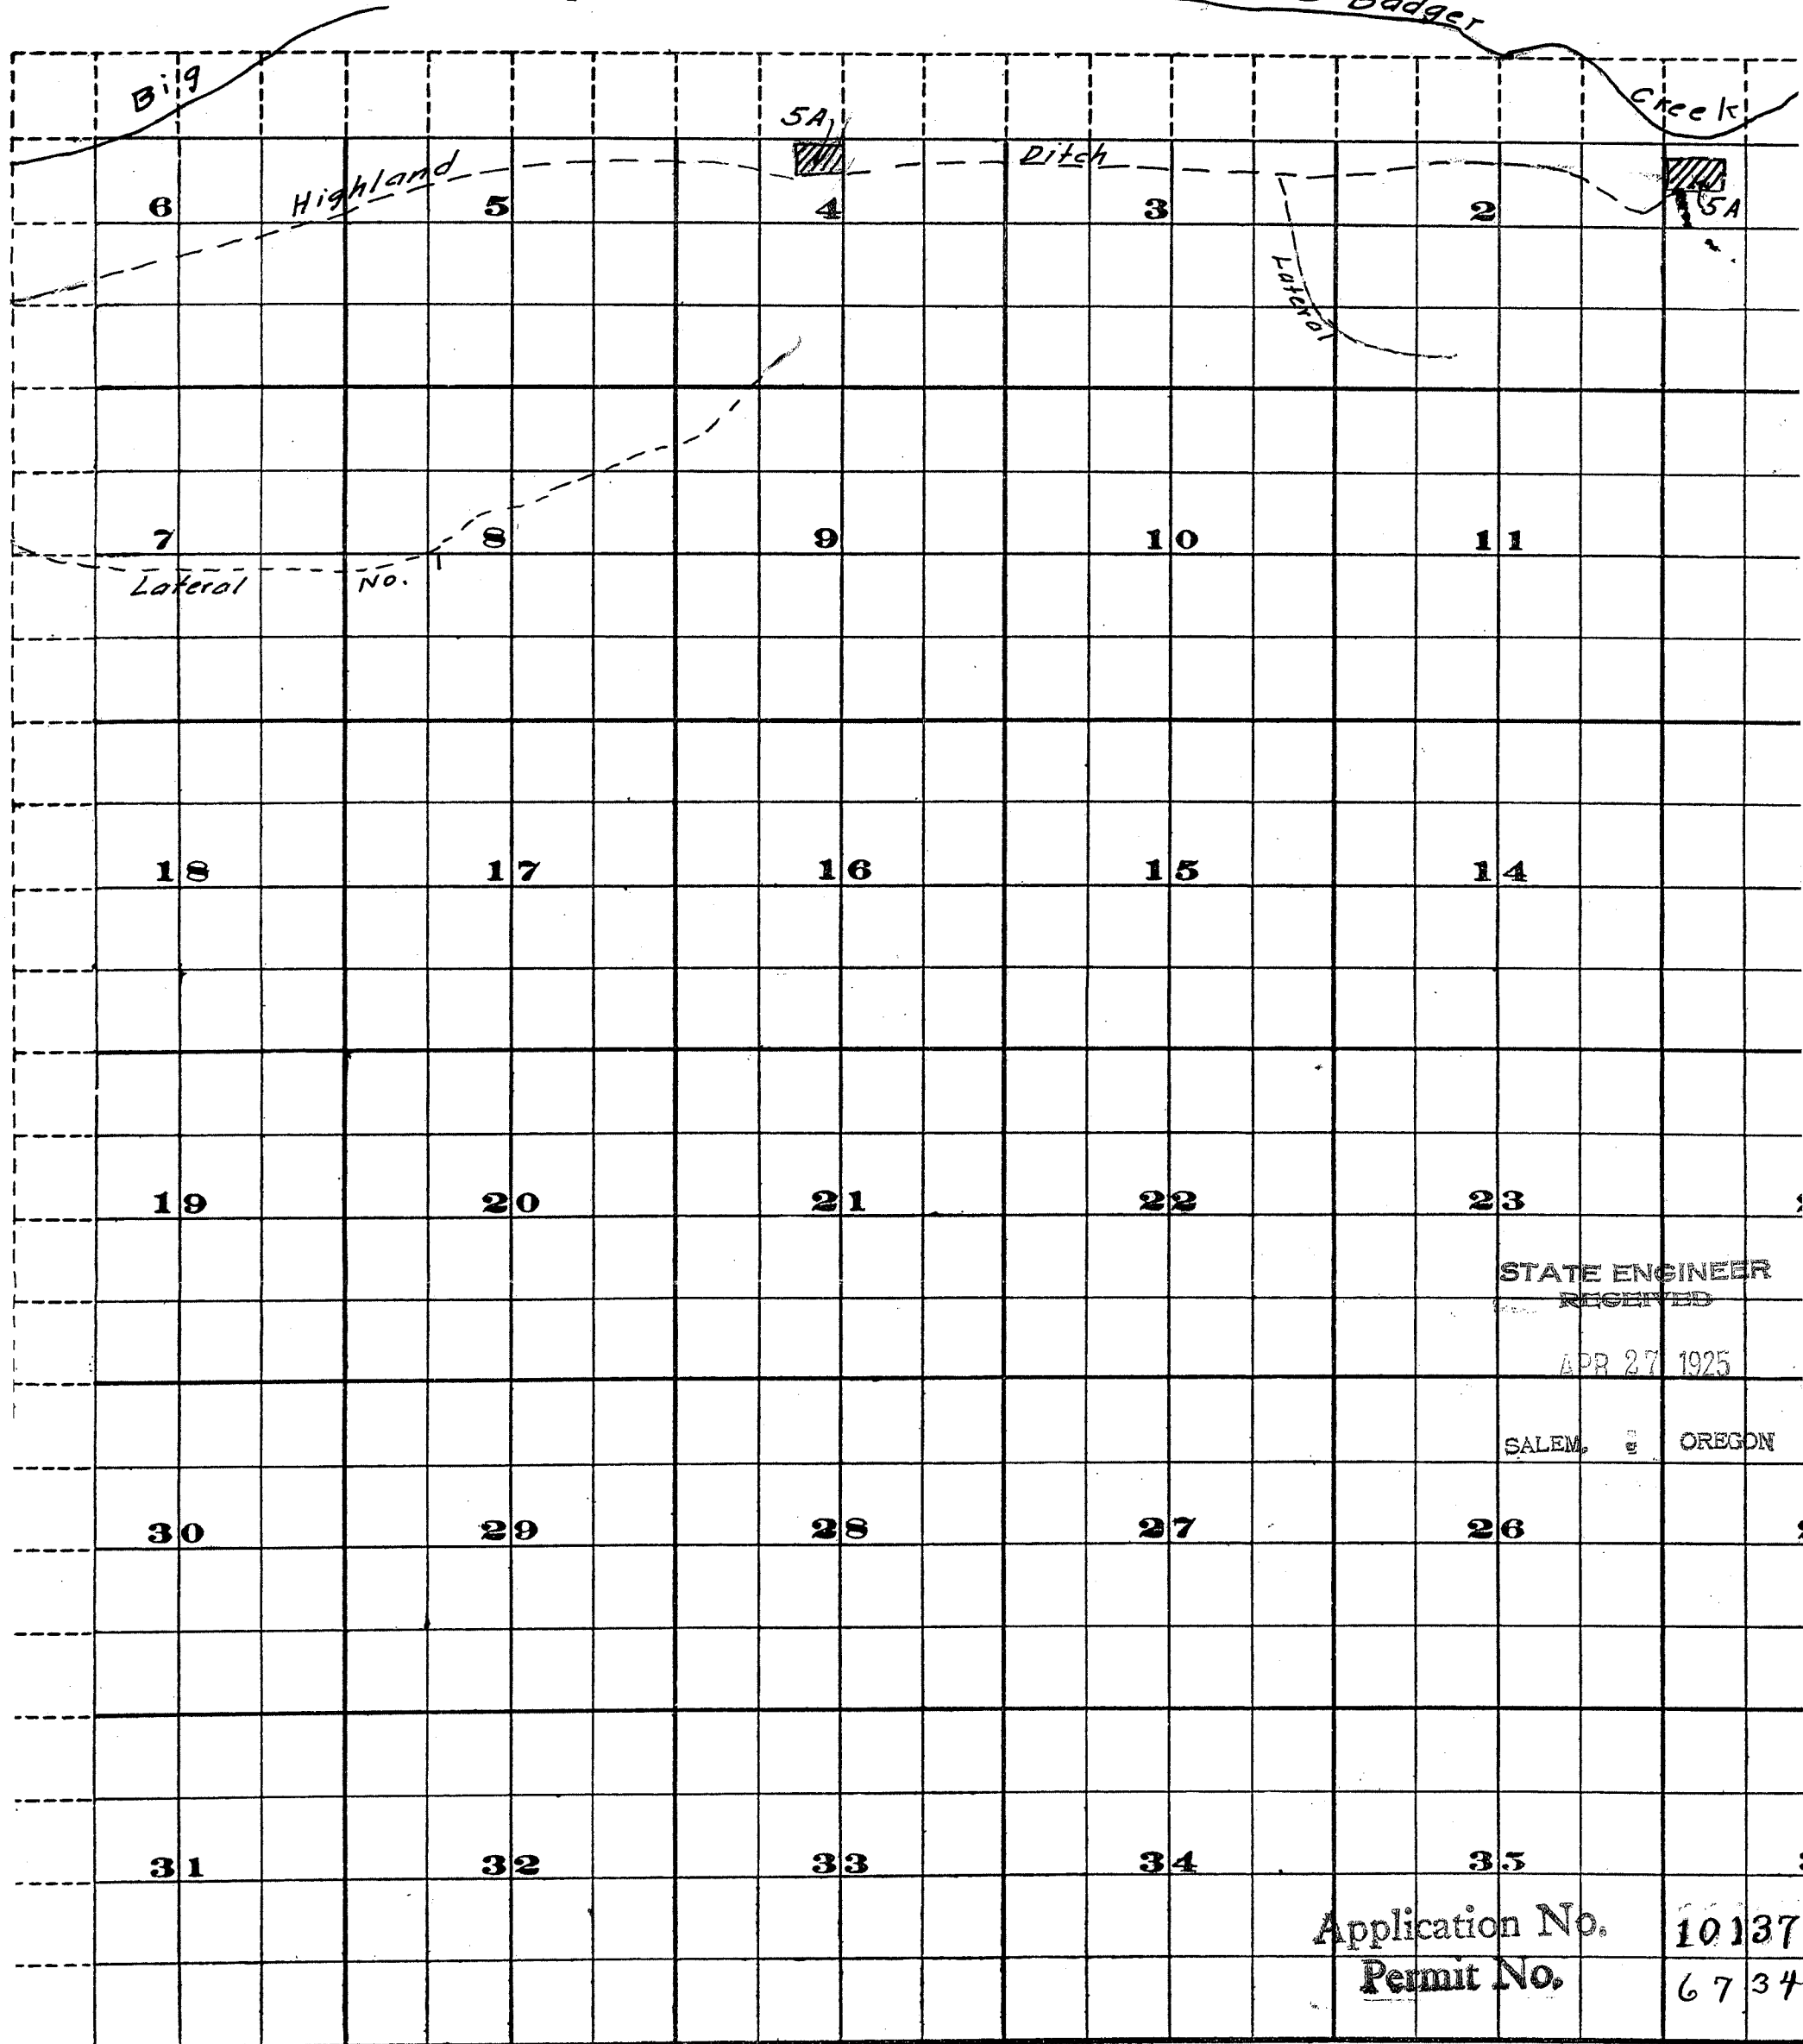 Badger
Big
Creek
5A
Highland
Ditch
6 5 4 3 2
5A
Lateral
7 8 9 10 11
Lateral No. 1
18 17 16 15 14
19 20 21 22 23
STATE ENGINEER
RECEIVED
APR 27 1925
SALEM, OREGON
30 29 28 27 26
31 32 33 34 35
Application No. 10137
Permit No. 6734